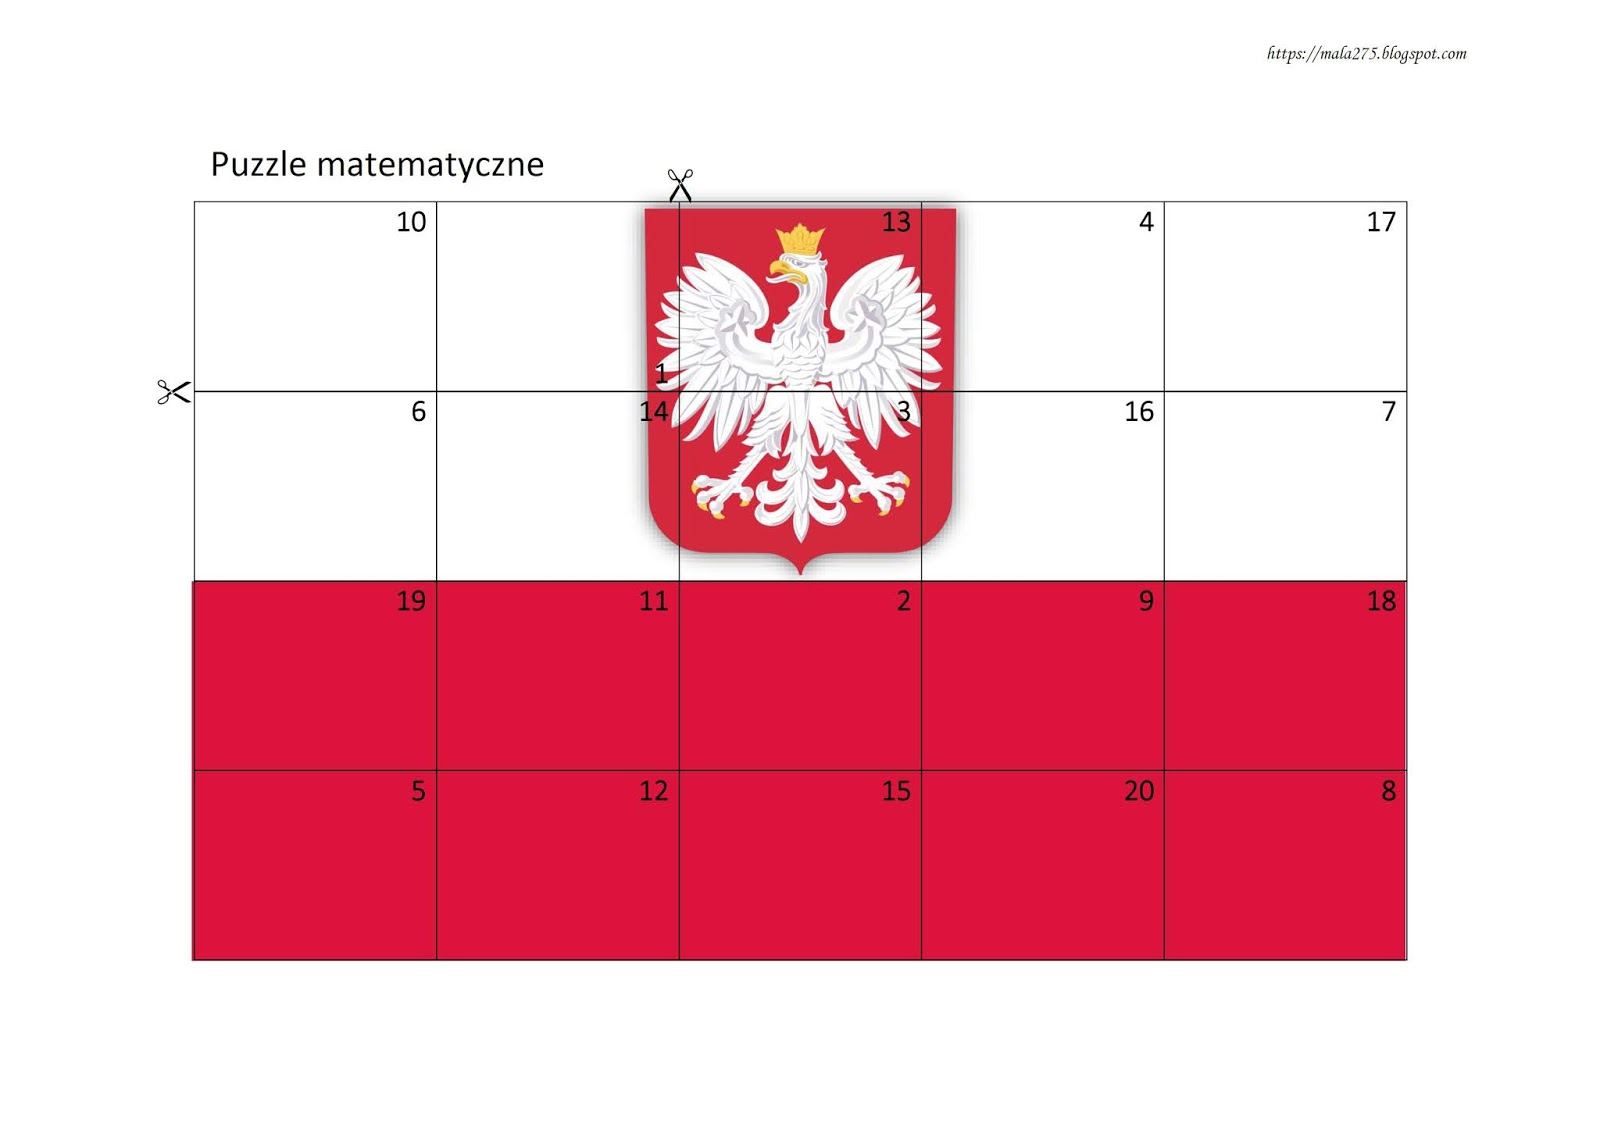 https://mala275.blogspot.com
Puzzle matematyczne
10 13 4 17
1
6 14 3 16 7
19 11 2 9 18
5 12 15 20 8